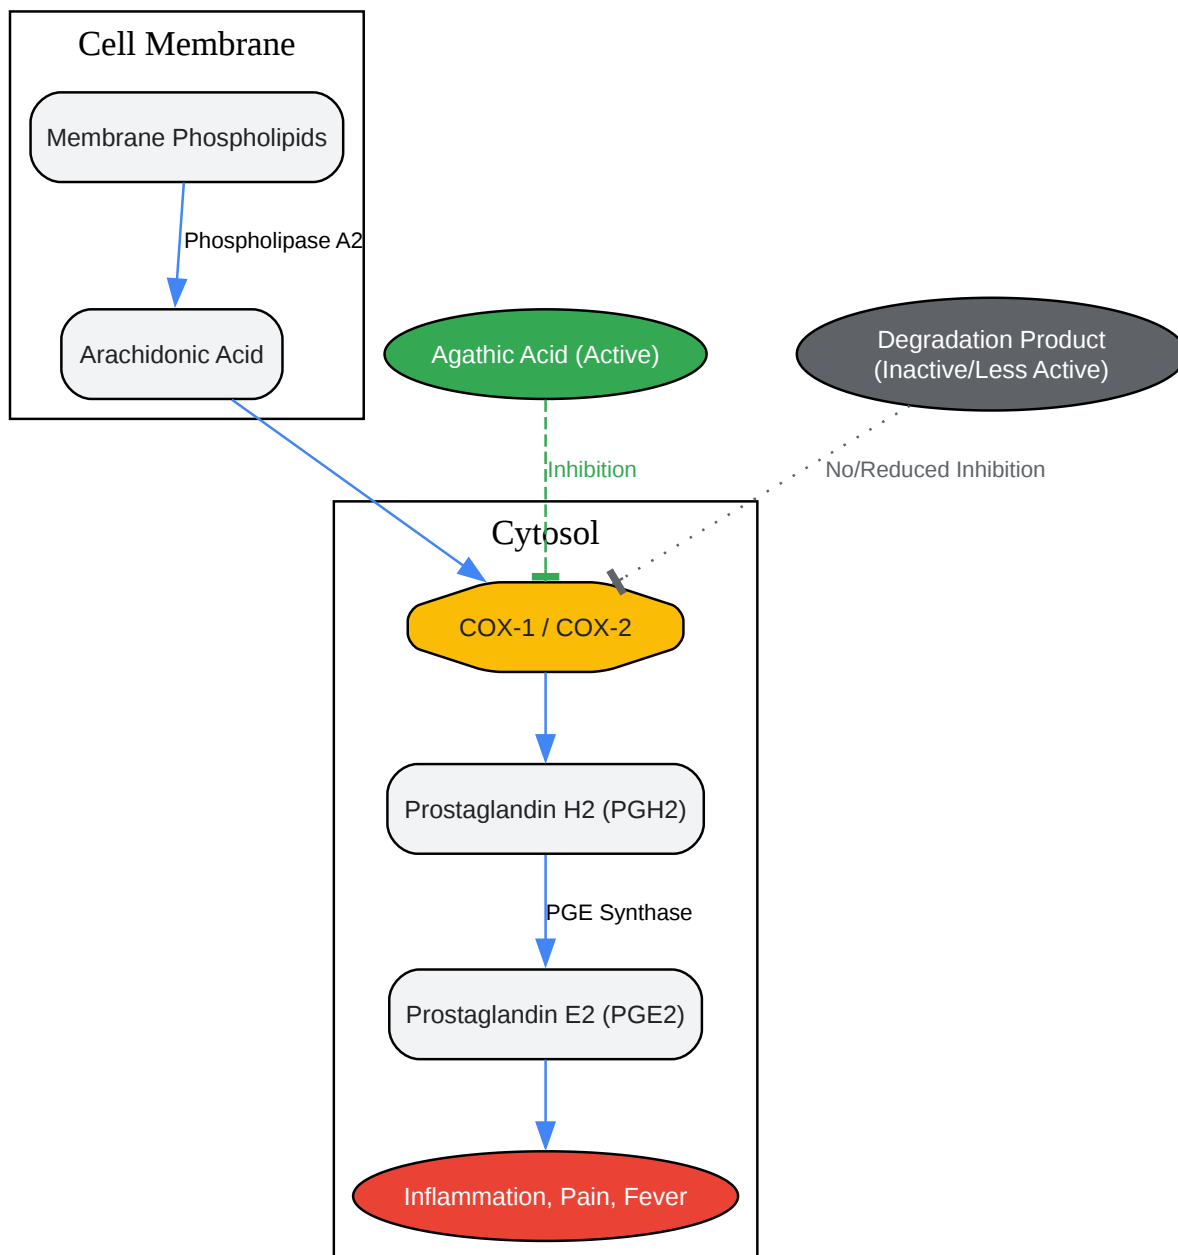 Cell Membrane
Membrane Phospholipids
Phospholipase A2
Arachidonic Acid
Agathic Acid (Active)
Degradation Product
(Inactive/Less Active)
Inhibition
No/Reduced Inhibition
Cytosol
COX-1 / COX-2
Prostaglandin H2 (PGH2)
PGE Synthase
Prostaglandin E2 (PGE2)
Inflammation, Pain, Fever